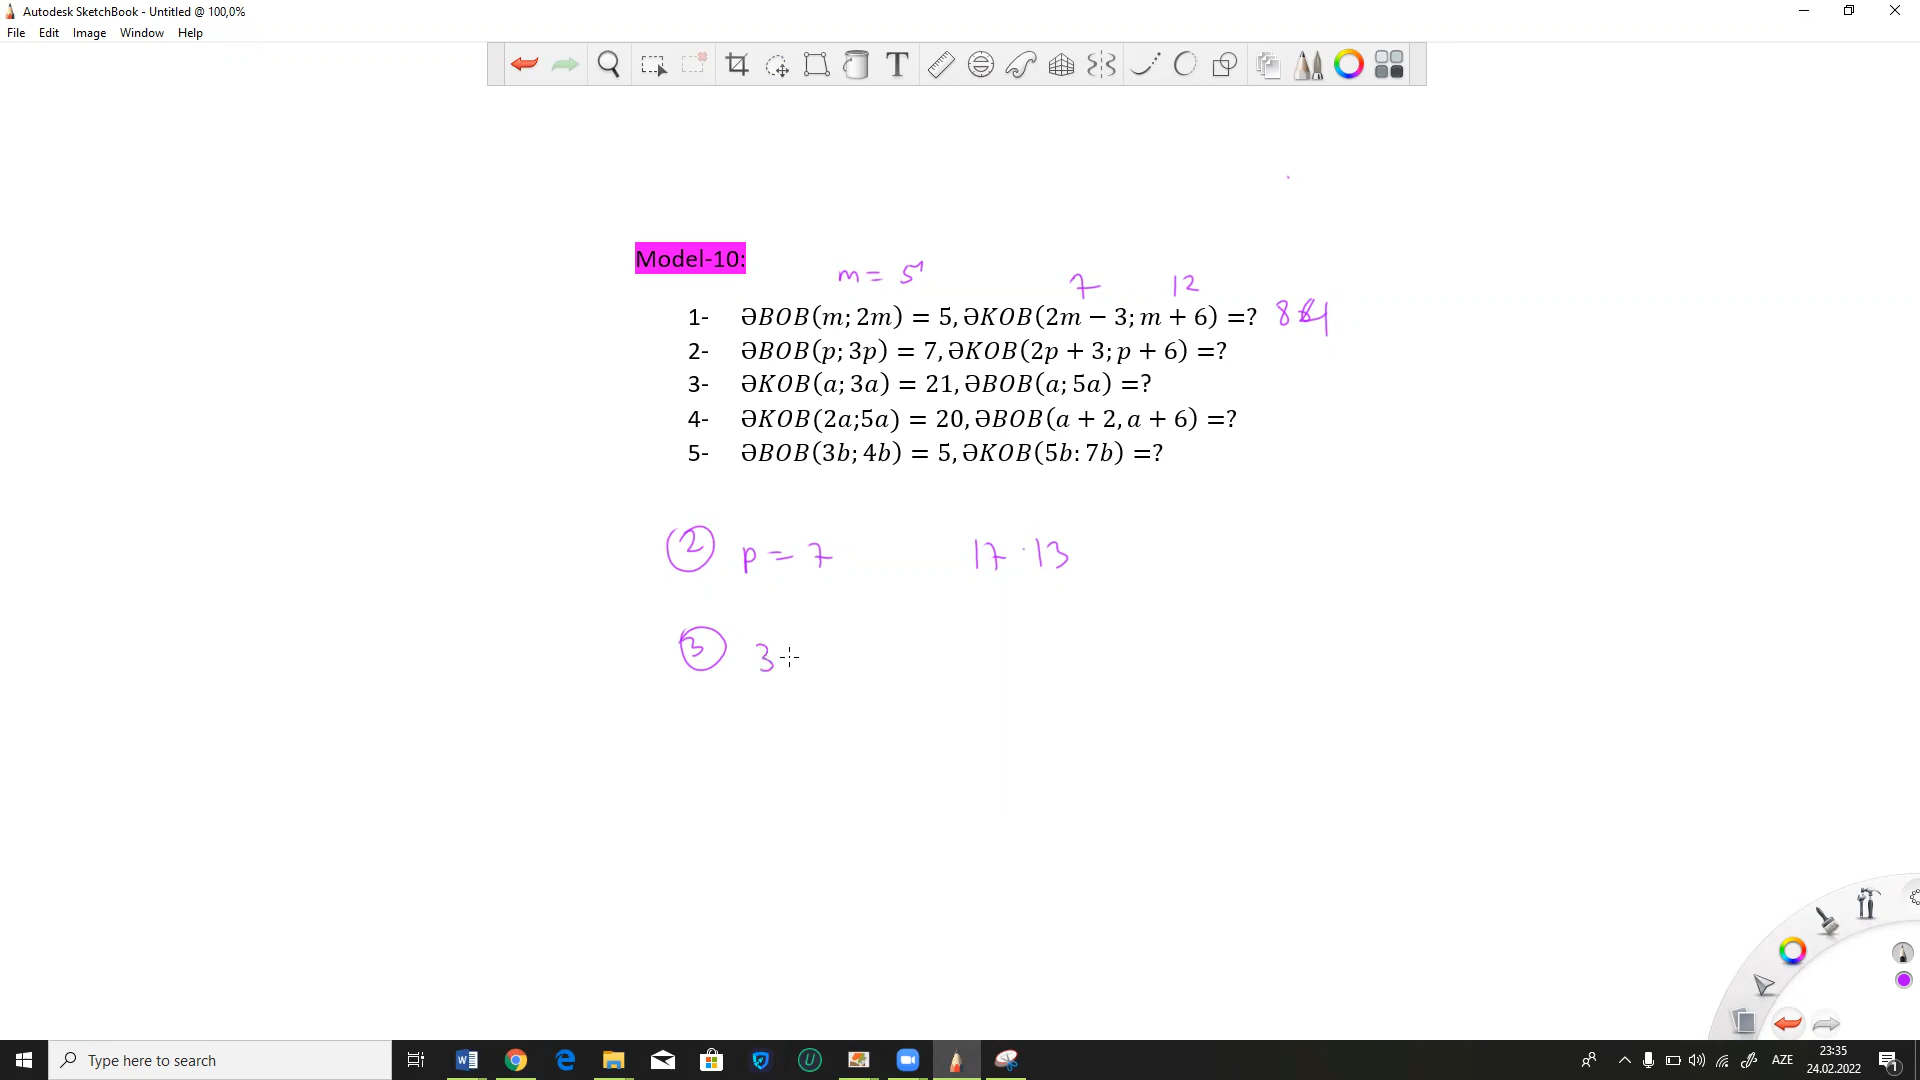 Autodesk SketchBook - Untitled @ 100,0%
File Edit Image Window Help
Model-10:
m = 5
7 12
1- ƏBOB(m; 2m) = 5, ƏKOB(2m − 3; m + 6) =? 84
2- ƏBOB(p; 3p) = 7, ƏKOB(2p + 3; p + 6) =?
3- ƏKOB(a; 3a) = 21, ƏBOB(a; 5a) =?
4- ƏKOB(2a;5a) = 20, ƏBOB(a + 2, a + 6) =?
5- ƏBOB(3b; 4b) = 5, ƏKOB(5b: 7b) =?
2 p = 7 17 · 13
3 3
Type here to search
AZE
23:35
24.02.2022
1